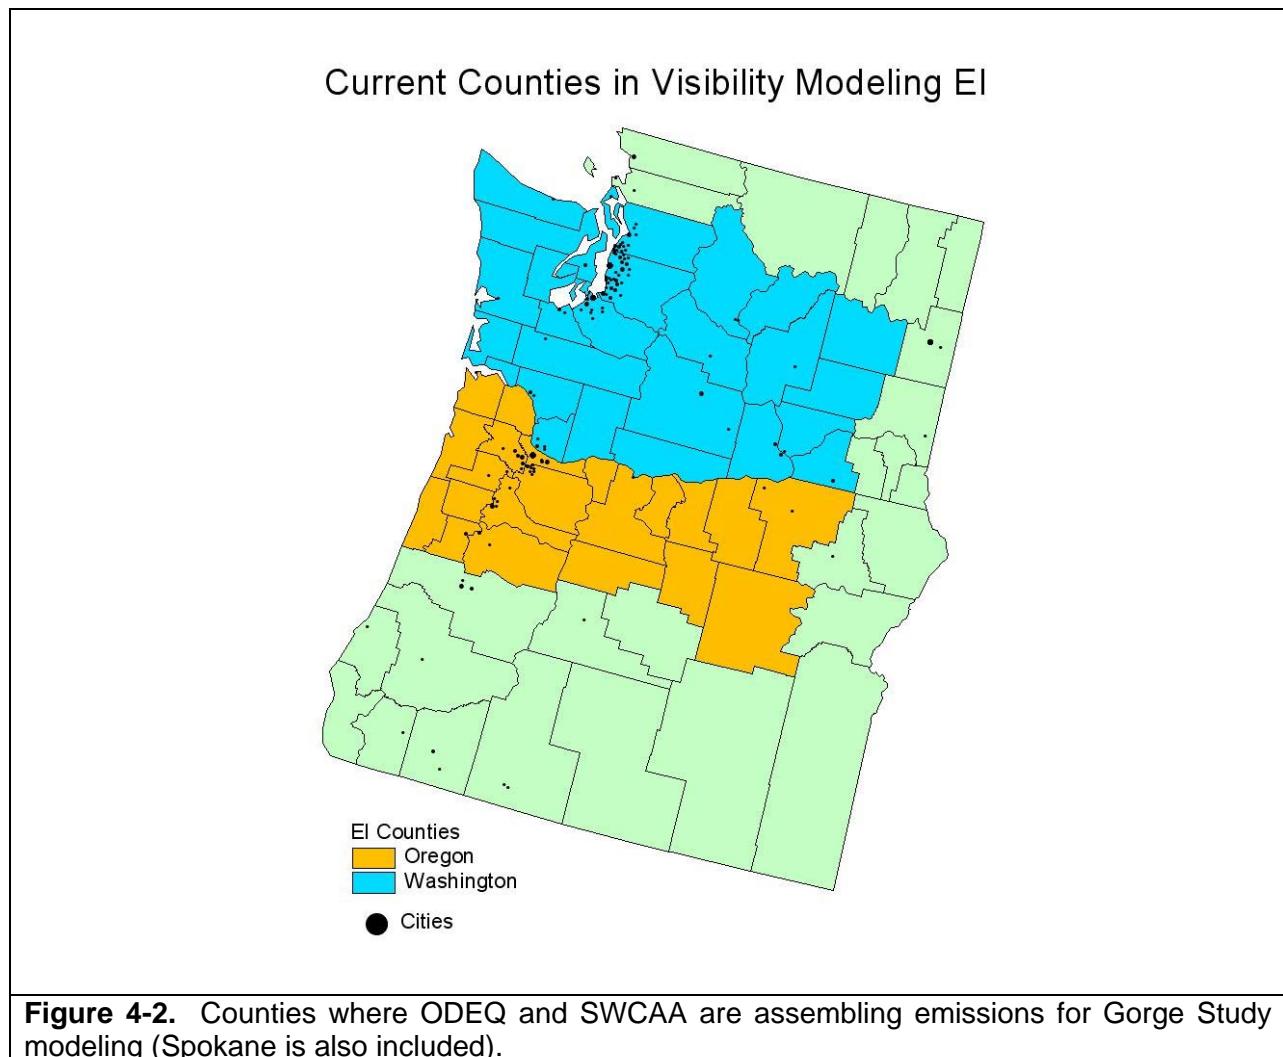 Current Counties in Visibility Modeling EI
EI Counties
Oregon
Washington
Cities
Figure 4-2. Counties where ODEQ and SWCAA are assembling emissions for Gorge Study
modeling (Spokane is also included).